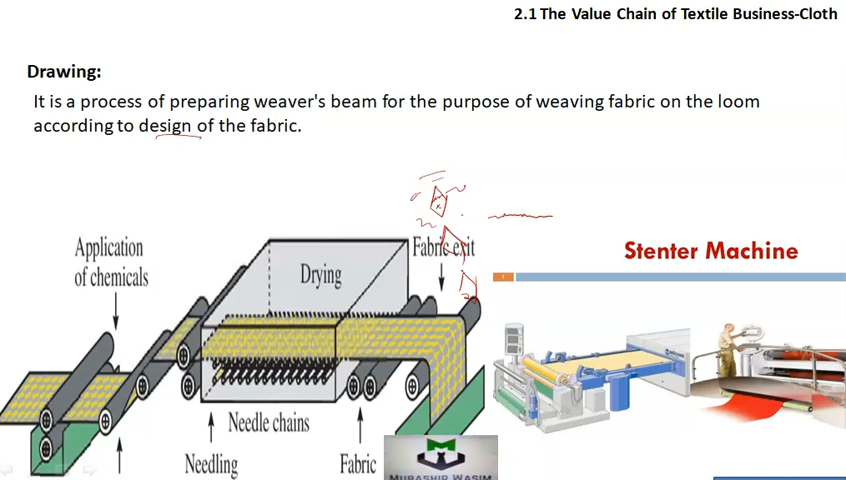 2.1 The Value Chain of Textile Business-Cloth
Drawing:
It is a process of preparing weaver's beam for the purpose of weaving fabric on the loom
according to design of the fabric.
Application
of chemicals
Drying
Fabric exit
Needle chains
Needling
Fabric
Stenter Machine
MUBASHIR WASIM